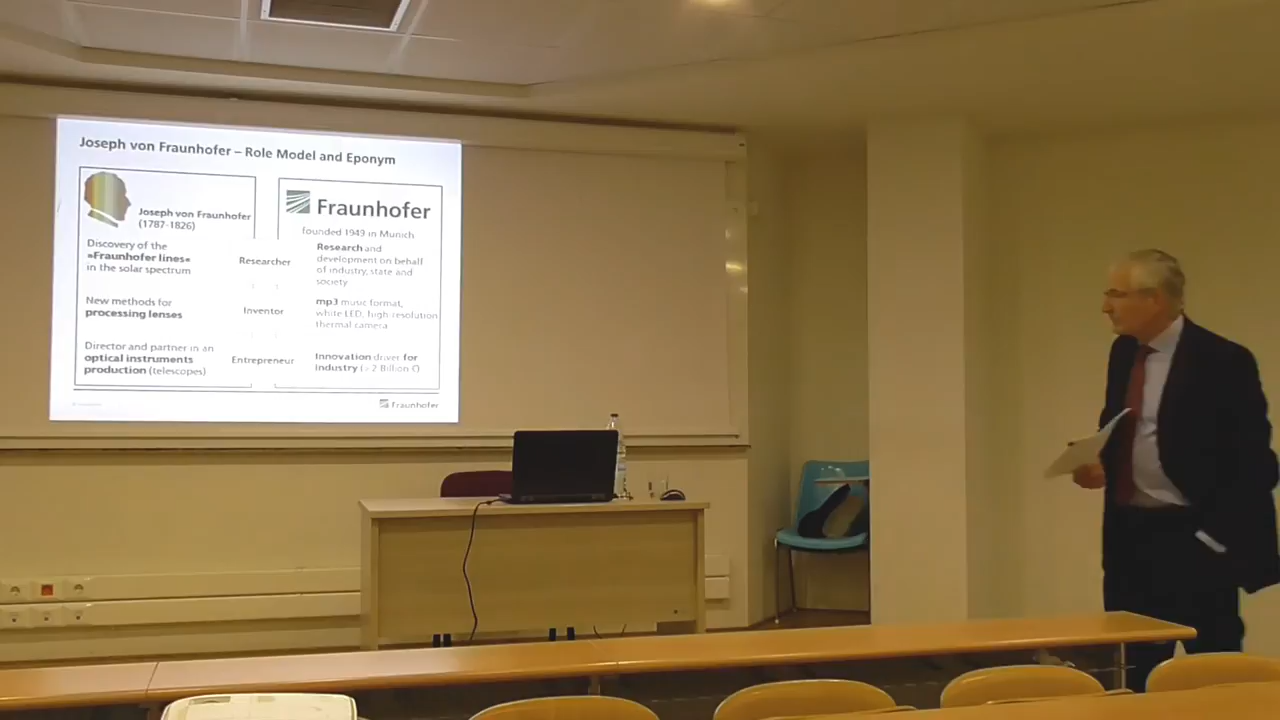 Joseph von Fraunhofer – Role Model and Eponym
Joseph von Fraunhofer
(1787-1826)
Discovery of the
»Fraunhofer lines«
in the solar spectrum
New methods for
processing lenses
Director and partner in an
optical instruments
production (telescopes)
Researcher
Inventor
Entrepreneur
Fraunhofer
founded 1949 in Munich
Research and
development on behalf
of industry, state and
society
mp3 music format,
white LED, high-resolution
thermal camera
Innovation driver for
industry (>2 Billion €)
Fraunhofer